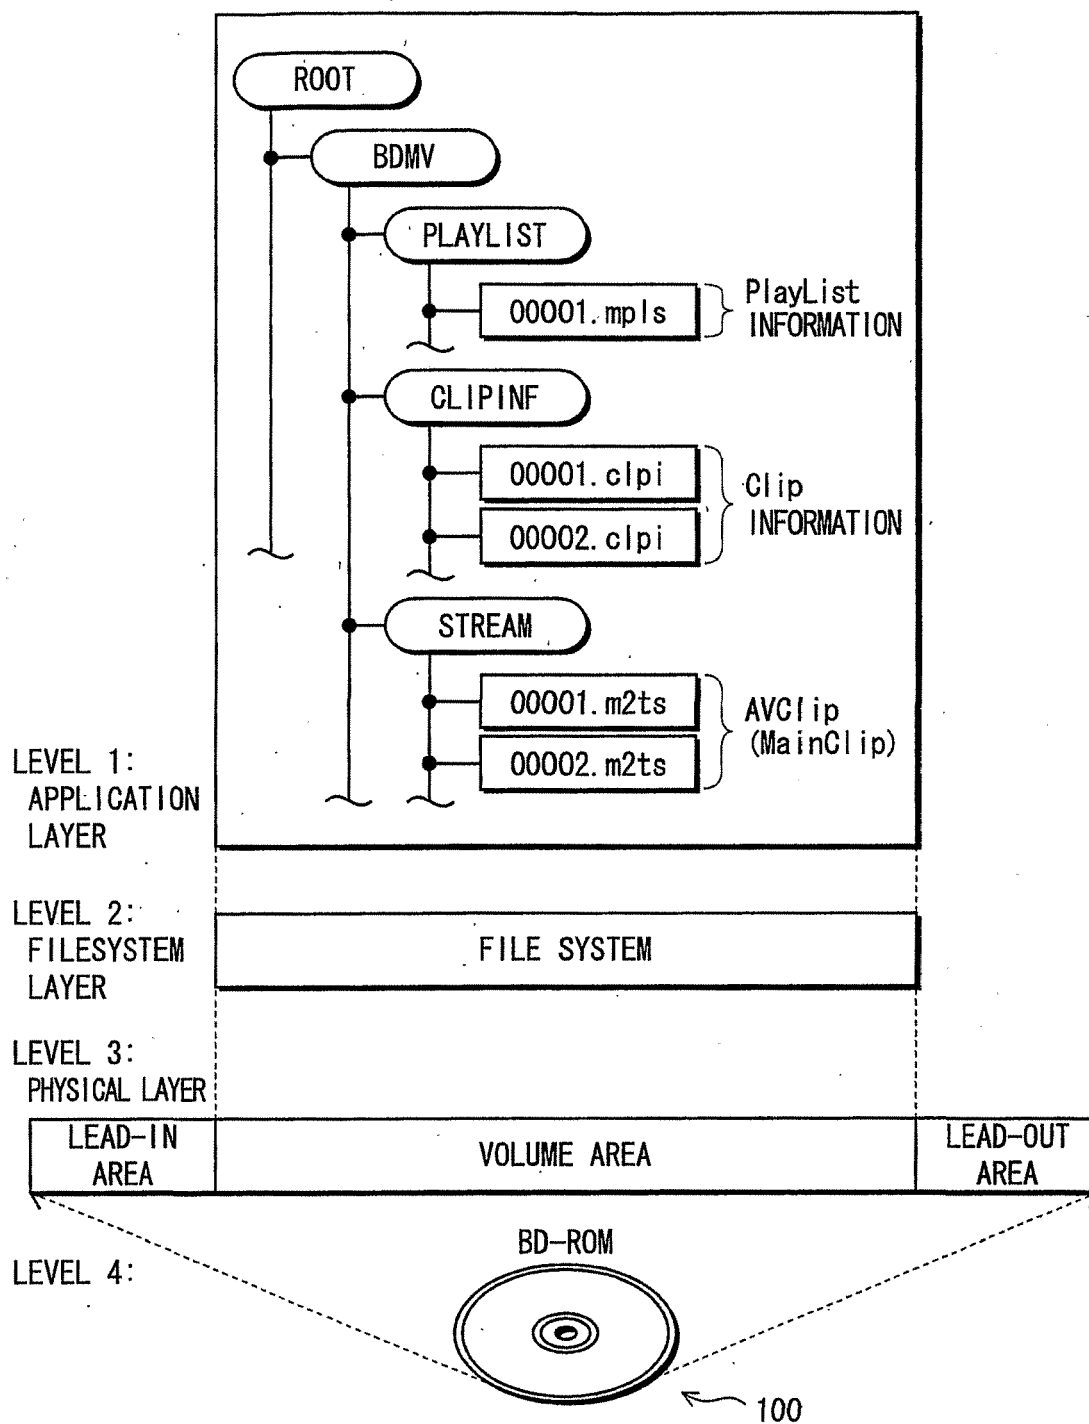 ROOT
BDMV
PLAYLIST
00001.mpls
PlayList
INFORMATION
CLIPINF
00001.clpi
00002.clpi
Clip
INFORMATION
STREAM
00001.m2ts
00002.m2ts
AVClip
(MainClip)
LEVEL 1:
APPLICATION
LAYER
LEVEL 2:
FILESYSTEM
LAYER
FILE SYSTEM
LEVEL 3:
PHYSICAL LAYER
LEAD-IN
AREA
VOLUME AREA
LEAD-OUT
AREA
BD-ROM
LEVEL 4:
100